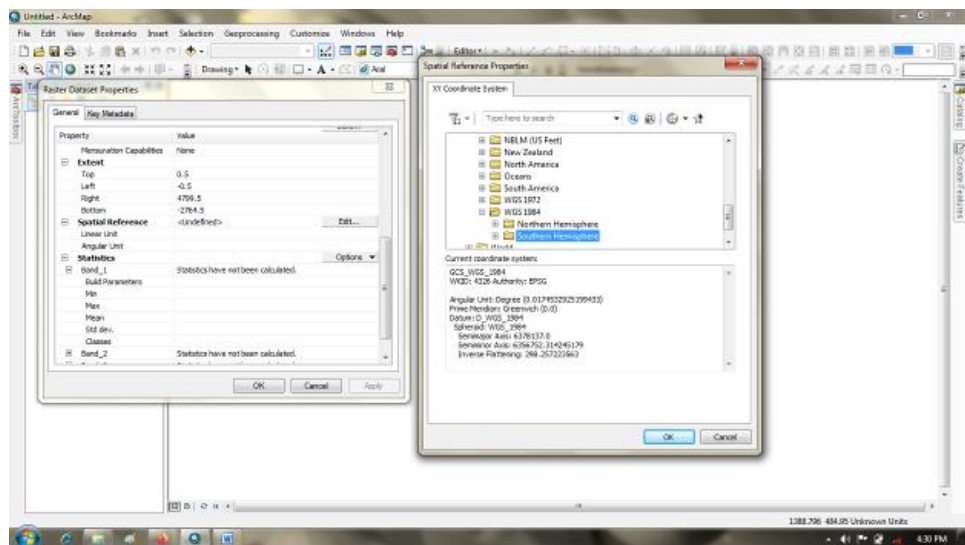 Untitled - ArcMap
File Edit View Bookmarks Insert Selection Geoprocessing Customize Windows Help
Editor
Drawing
A
Arial
Raster Dataset Properties
General Key Metadata
Property Value
Mensuration Capabilities None
Extent
Top 0.5
Left -0.5
Right 4799.5
Bottom -2764.5
Spatial Reference <Undefined> Edit...
Linear Unit
Angular Unit
Statistics Options
Band_1 Statistics have not been calculated.
Build Parameters
Min
Max
Mean
Std dev.
Classes
Band_2 Statistics have not been calculated.
OK Cancel Apply
Spatial Reference Properties
XY Coordinate System
Type here to search
NBLM (US Feet)
New Zealand
North America
Oceans
South America
WGS 1972
WGS 1984
Northern Hemisphere
Southern Hemisphere
World
Current coordinate system:
GCS_WGS_1984
WKID: 4326 Authority: EPSG
Angular Unit: Degree (0.0174532925199433)
Prime Meridian: Greenwich (0.0)
Datum: D_WGS_1984
Spheroid: WGS_1984
Semimajor Axis: 6378137.0
Semiminor Axis: 6356752.314245179
Inverse Flattening: 298.257223563
OK Cancel
ArcToolbox
Catalog
Create Features
1388.796 484.95 Unknown Units
4:30 PM